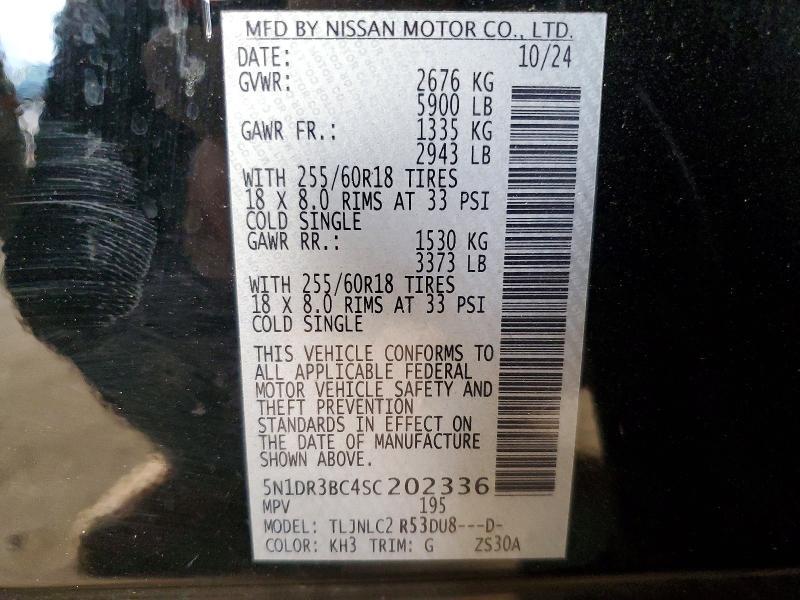 MFD BY NISSAN MOTOR CO., LTD.
DATE: 10/24
GVWR: 2676 KG
5900 LB
GAWR FR.: 1335 KG
2943 LB
WITH 255/60R18 TIRES
18 X 8.0 RIMS AT 33 PSI
COLD SINGLE
GAWR RR.: 1530 KG
3373 LB
WITH 255/60R18 TIRES
18 X 8.0 RIMS AT 33 PSI
COLD SINGLE
THIS VEHICLE CONFORMS TO
ALL APPLICABLE FEDERAL
MOTOR VEHICLE SAFETY AND
THEFT PREVENTION
STANDARDS IN EFFECT ON
THE DATE OF MANUFACTURE
SHOWN ABOVE.
5N1DR3BC4SC202336
MPV 195
MODEL: TLJNLC2 R53DU8---D-
COLOR: KH3 TRIM: G ZS30A